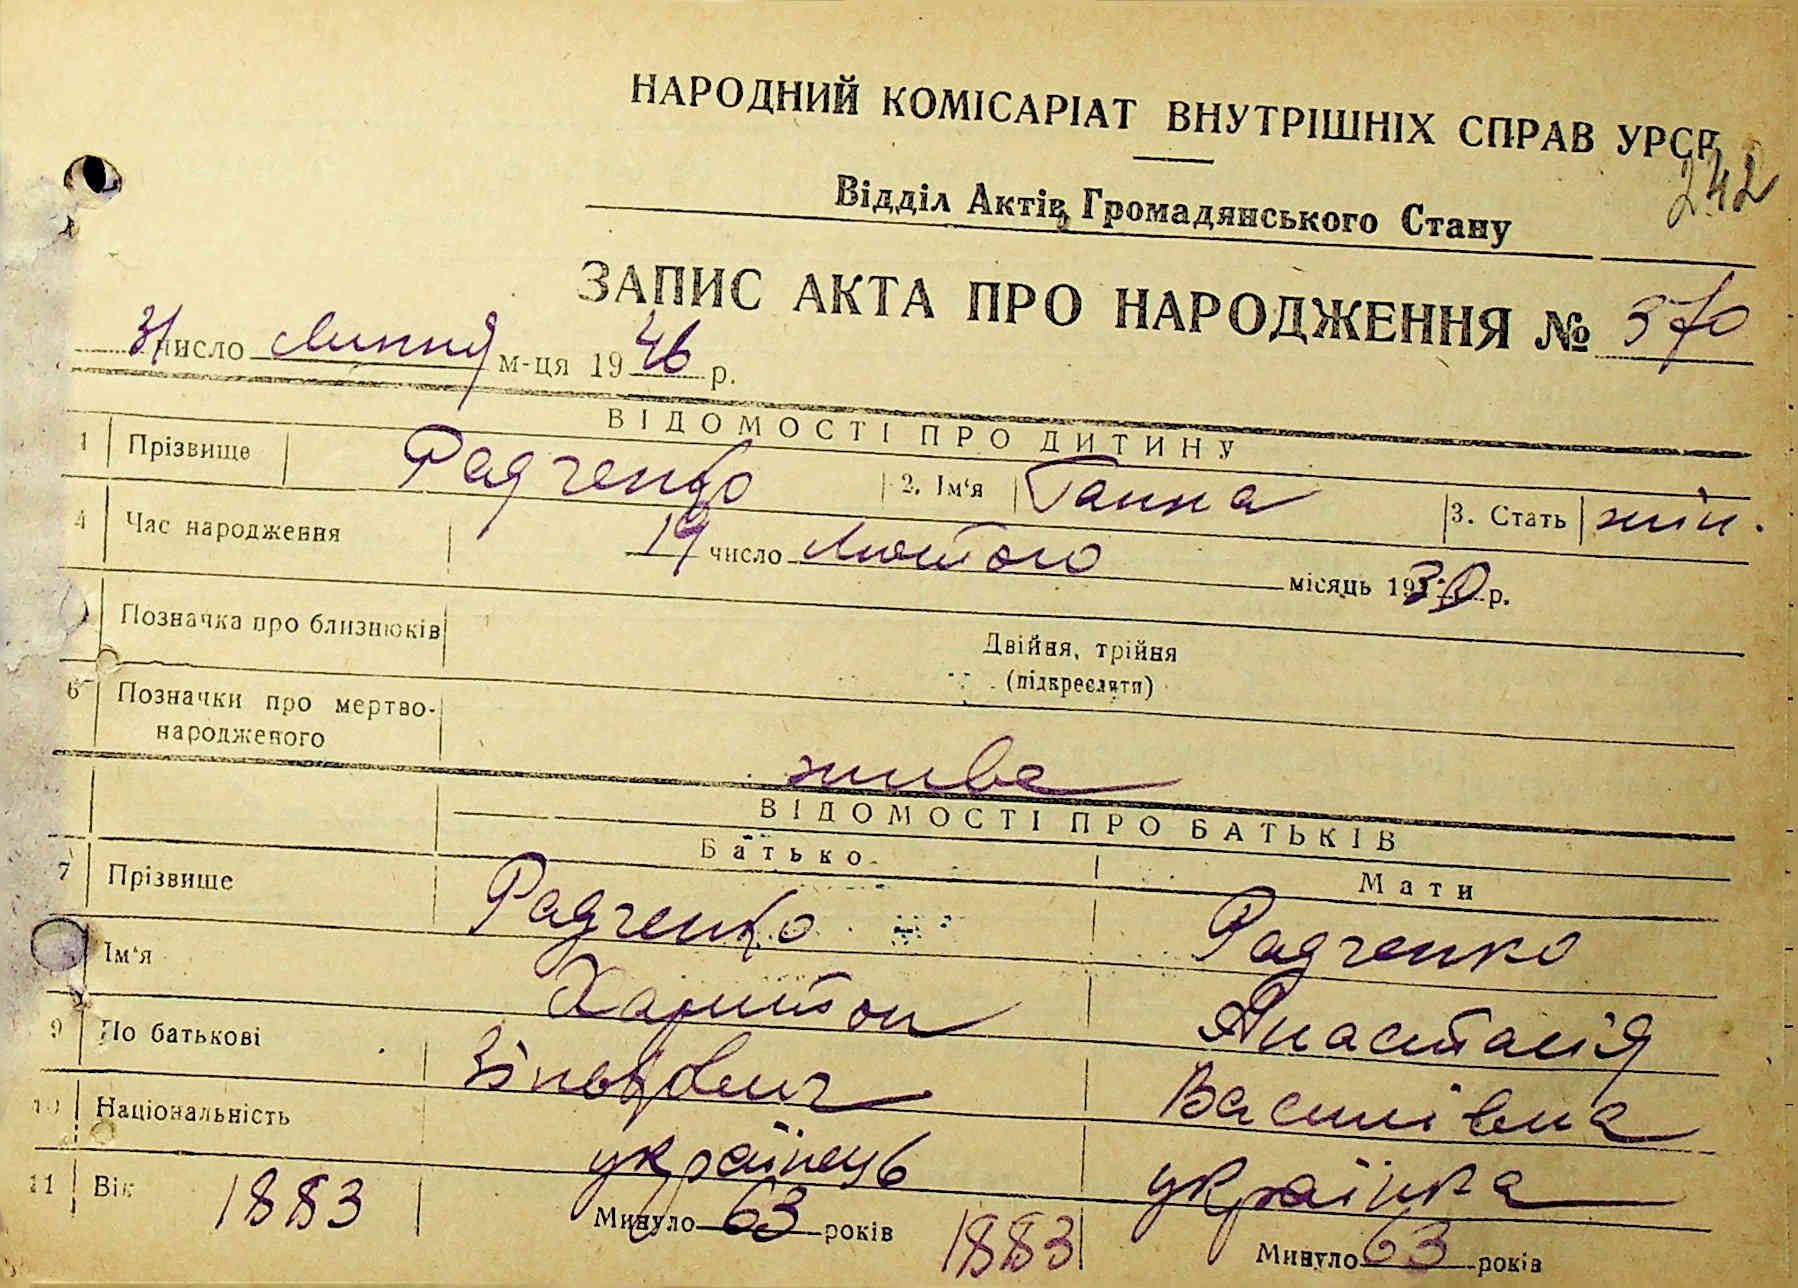 НАРОДНИЙ КОМІСАРІАТ ВНУТРІШНІХ СПРАВ УРСР
242
Відділ Актів Громадянського Стану
ЗАПИС АКТА ПРО НАРОДЖЕННЯ № 570
31 число Липня м-ця 1946 р.
ВІДОМОСТІ ПРО ДИТИНУ
1 Прізвище Радченко 2. Ім'я Ганна 3. Стать жін.
4 Час народження 19 число Лютого місяць 1930 р.
Позначка про близнюків Двійня, трійня
(підкреслити)
6 Позначки про мертво-
народженого
жива
ВІДОМОСТІ ПРО БАТЬКІВ
Батько Мати
7 Прізвище Радченко Радченко
Ім'я Харитон Анастасія
9 По батькові Зіновійович Василівна
10 Національність українець українка
11 Вік 1883 Минуло 63 років 1883 Минуло 63 років